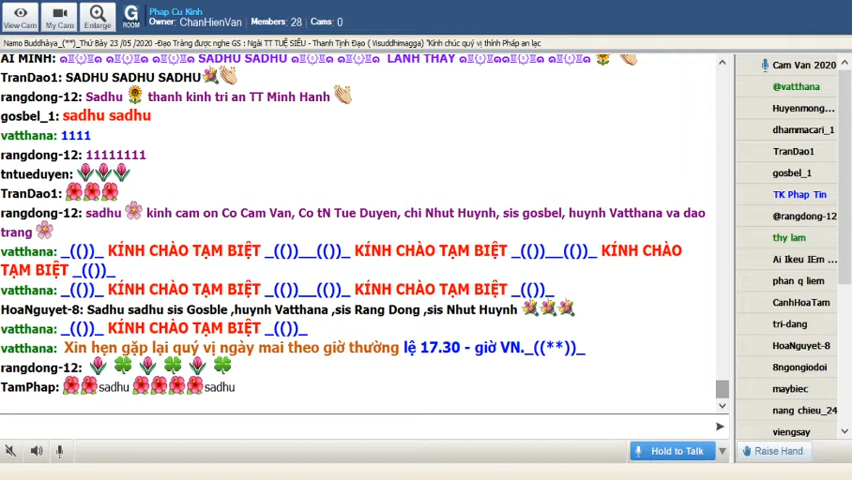 View Cam
My Cam
Enlarge
G ROOM
Phap Cu Kinh
Owner: ChanHienVan Members: 28 Cams: 0
Namo Buddhàya_(**)_Thứ Bảy 23 /05 /2020 -Đạo Tràng được nghe GS : Ngài TT TUỆ SIÊU - Thanh Tịnh Đạo ( Visuddhimagga) "Kính chúc quý vị thính Pháp an lạc
AI MINH: SADHU SADHU LANH THAY
TranDao1: SADHU SADHU SADHU
rangdong-12: Sadhu thanh kinh tri an TT Minh Hanh
gosbel_1: sadhu sadhu
vatthana: 1111
rangdong-12: 11111111
tntueduyen:
TranDao1:
rangdong-12: sadhu kinh cam on Co Cam Van, Co tN Tue Duyen, chi Nhut Huynh, sis gosbel, huynh Vatthana va dao
trang
vatthana: _(())_ KÍNH CHÀO TẠM BIỆT _(())__(())_ KÍNH CHÀO TẠM BIỆT _(())__(())_ KÍNH CHÀO
TẠM BIỆT _(())_
vatthana: _(())_ KÍNH CHÀO TẠM BIỆT _(())__(())_ KÍNH CHÀO TẠM BIỆT _(())_
HoaNguyet-8: Sadhu sadhu sis Gosble ,huynh Vatthana ,sis Rang Dong ,sis Nhut Huynh
vatthana: _(())_ KÍNH CHÀO TẠM BIỆT _(())_
vatthana: Xin hẹn gặp lại quý vị ngày mai theo giờ thường lệ 17.30 - giờ VN._((**))_
rangdong-12:
TamPhap: sadhu sadhu
Cam Van 2020
@vatthana
Huyenmong...
dhammacari_1
TranDao1
gosbel_1
TK Phap Tin
@rangdong-12
thy lam
Ai Ikeu IEm ...
phan q liem
CanhHoaTam
tri-dang
HoaNguyet-8
8ngongiodoi
maybiec
nang chieu_24
viengsay
Hold to Talk
Raise Hand